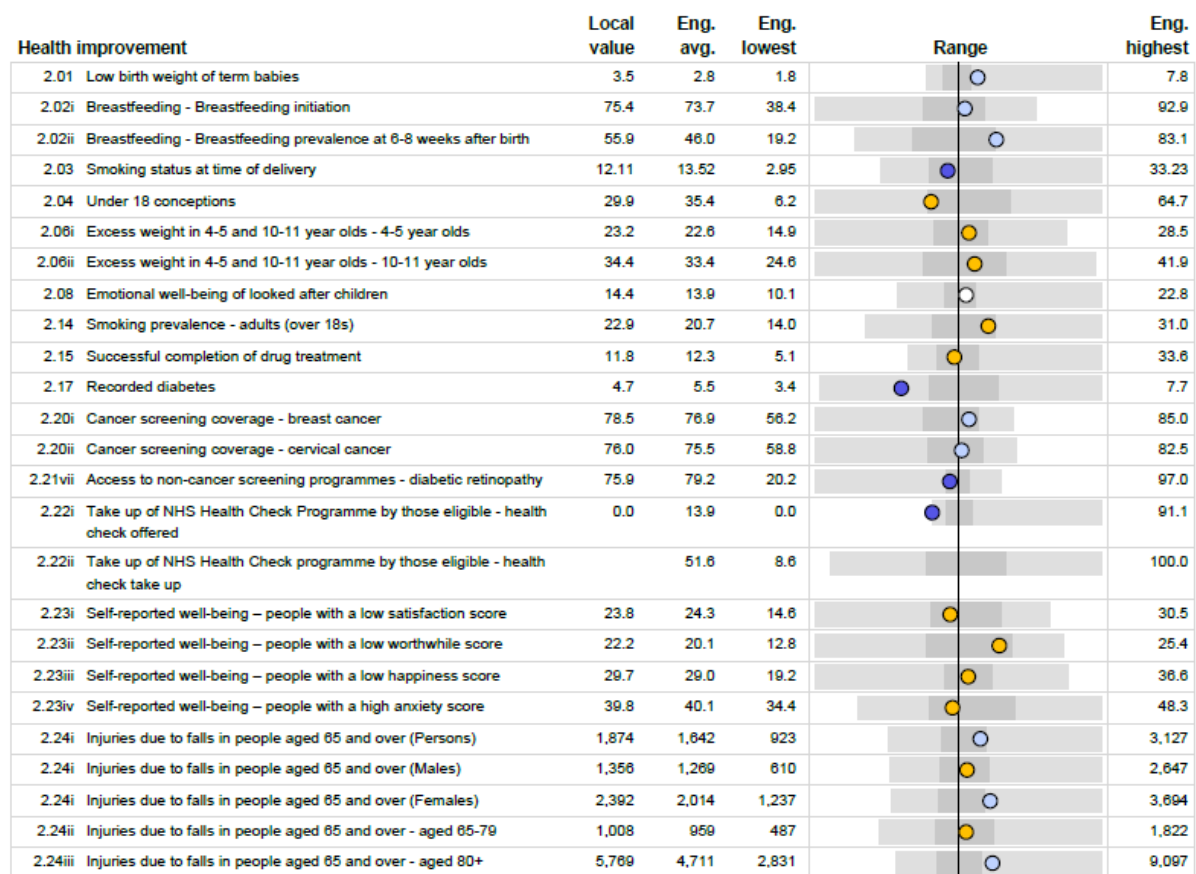 Health improvement Local value Eng. avg. Eng. lowest Range Eng. highest
2.01 Low birth weight of term babies 3.5 2.8 1.8 7.8
2.02i Breastfeeding - Breastfeeding initiation 75.4 73.7 38.4 92.9
2.02ii Breastfeeding - Breastfeeding prevalence at 6-8 weeks after birth 55.9 46.0 19.2 83.1
2.03 Smoking status at time of delivery 12.11 13.52 2.95 33.23
2.04 Under 18 conceptions 29.9 35.4 6.2 64.7
2.06i Excess weight in 4-5 and 10-11 year olds - 4-5 year olds 23.2 22.6 14.9 28.5
2.06ii Excess weight in 4-5 and 10-11 year olds - 10-11 year olds 34.4 33.4 24.6 41.9
2.08 Emotional well-being of looked after children 14.4 13.9 10.1 22.8
2.14 Smoking prevalence - adults (over 18s) 22.9 20.7 14.0 31.0
2.15 Successful completion of drug treatment 11.8 12.3 5.1 33.6
2.17 Recorded diabetes 4.7 5.5 3.4 7.7
2.20i Cancer screening coverage - breast cancer 78.5 76.9 56.2 85.0
2.20ii Cancer screening coverage - cervical cancer 76.0 75.5 58.8 82.5
2.21vii Access to non-cancer screening programmes - diabetic retinopathy 75.9 79.2 20.2 97.0
2.22i Take up of NHS Health Check Programme by those eligible - health 0.0 13.9 0.0 91.1
check offered
2.22ii Take up of NHS Health Check programme by those eligible - health 51.6 8.6 100.0
check take up
2.23i Self-reported well-being – people with a low satisfaction score 23.8 24.3 14.6 30.5
2.23ii Self-reported well-being – people with a low worthwhile score 22.2 20.1 12.8 25.4
2.23iii Self-reported well-being – people with a low happiness score 29.7 29.0 19.2 36.6
2.23iv Self-reported well-being – people with a high anxiety score 39.8 40.1 34.4 48.3
2.24i Injuries due to falls in people aged 65 and over (Persons) 1,874 1,642 923 3,127
2.24i Injuries due to falls in people aged 65 and over (Males) 1,356 1,269 610 2,647
2.24i Injuries due to falls in people aged 65 and over (Females) 2,392 2,014 1,237 3,694
2.24ii Injuries due to falls in people aged 65 and over - aged 65-79 1,008 959 487 1,822
2.24iii Injuries due to falls in people aged 65 and over - aged 80+ 5,769 4,711 2,831 9,097